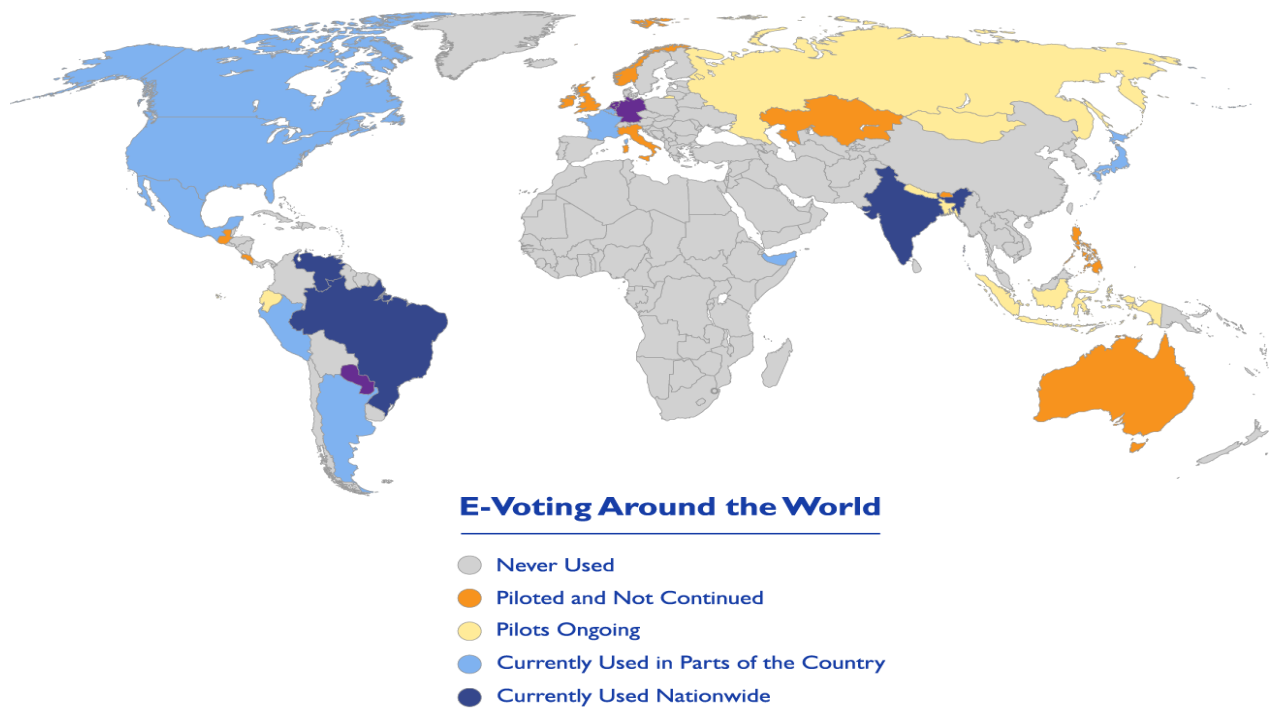 E-Voting Around the World
Never Used
Piloted and Not Continued
Pilots Ongoing
Currently Used in Parts of the Country
Currently Used Nationwide